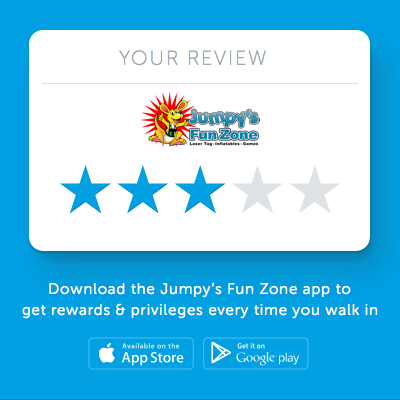 YOUR REVIEW
Jumpy's
Fun Zone
Laser Tag • Inflatables • Games
Download the Jumpy's Fun Zone app to
get rewards & privileges every time you walk in
Available on the
App Store
Get it on
Google play